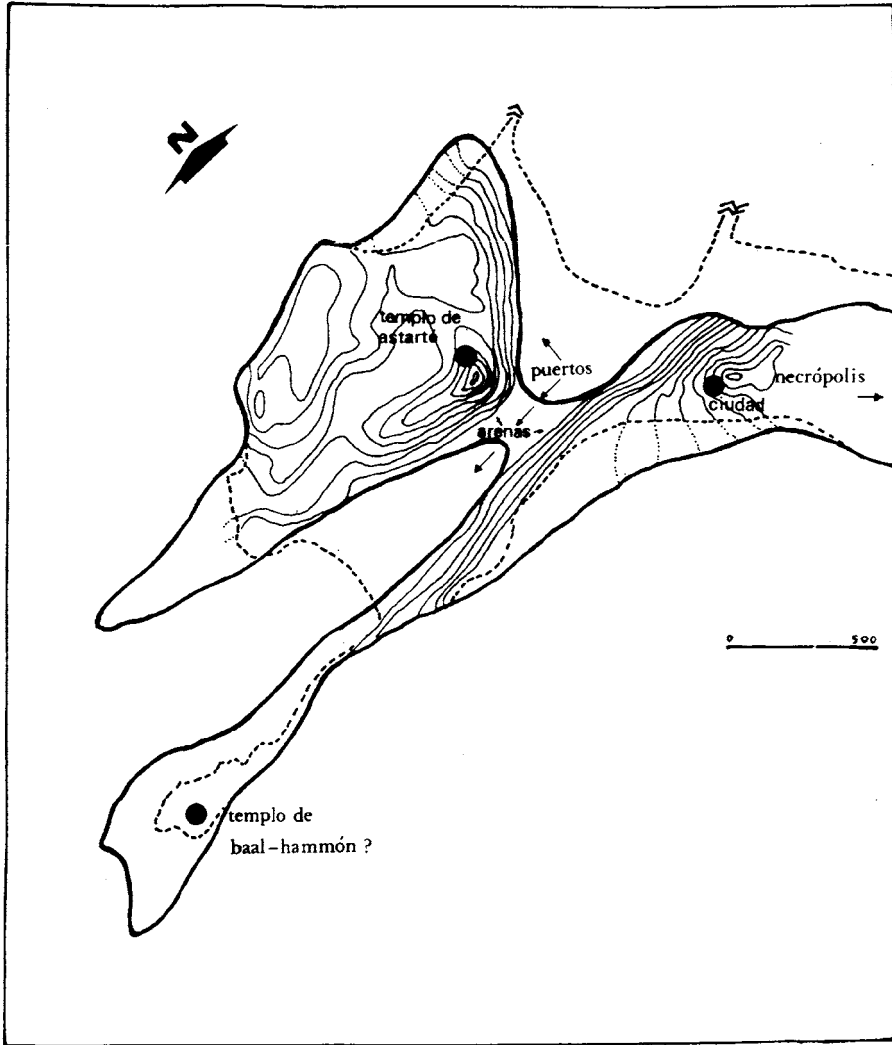 N
templo de
astarté
puertos
necrópolis
ciudad
arenas
0 500
templo de
baal-hammón ?